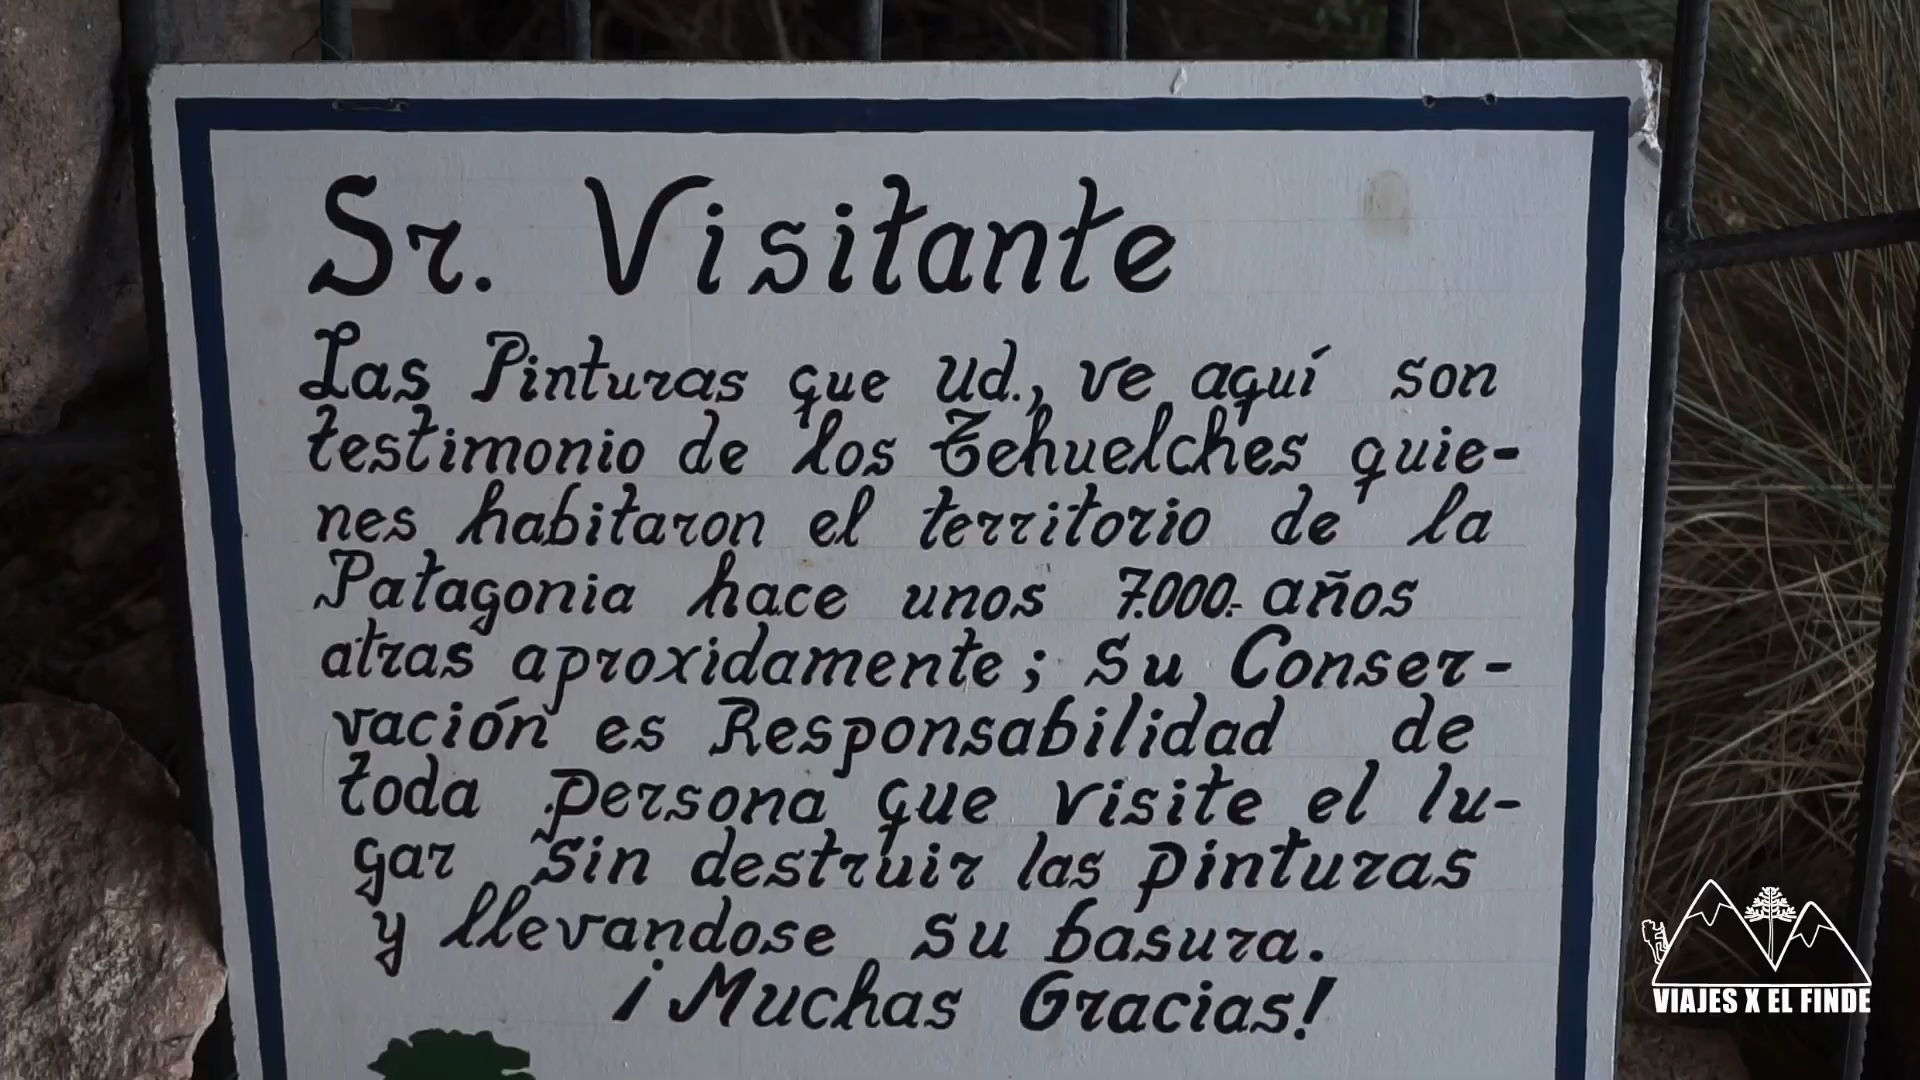 Sr. Visitante
Las Pinturas que ud., ve aquí son
testimonio de los Tehuelches quie-
nes habitaron el territorio de la
Patagonia hace unos 7.000.- años
atras aproxidamente; Su Conser-
vación es Responsabilidad de
toda persona que visite el lu-
gar sin destruir las pinturas
y llevandose su basura.
¡Muchas Gracias!
VIAJES X EL FINDE